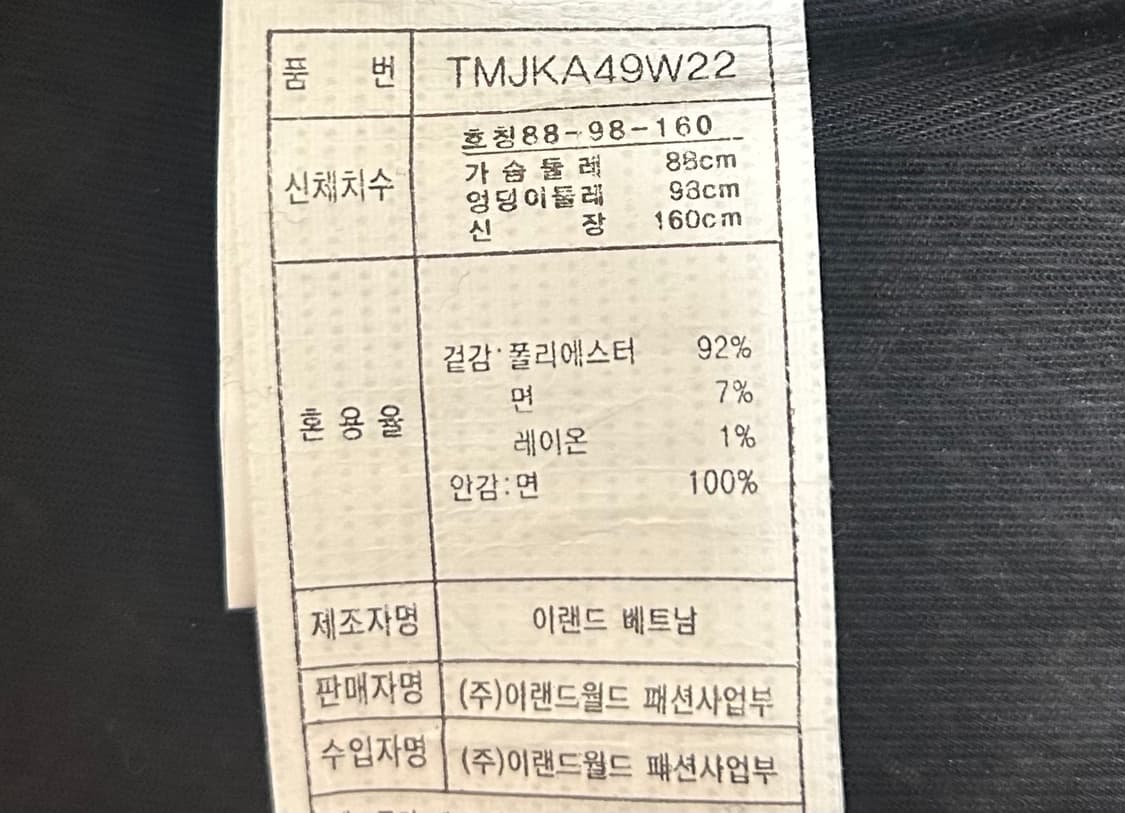 품 번 TMJKA49W22
호칭88-98-160
신체치수
가슴둘레 88cm
엉덩이둘레 98cm
신 장 160cm
겉감:폴리에스터 92%
면 7%
혼용율
레이온 1%
안감:면 100%
제조자명 이랜드 베트남
판매자명 (주)이랜드월드 패션사업부
수입자명 (주)이랜드월드 패션사업부